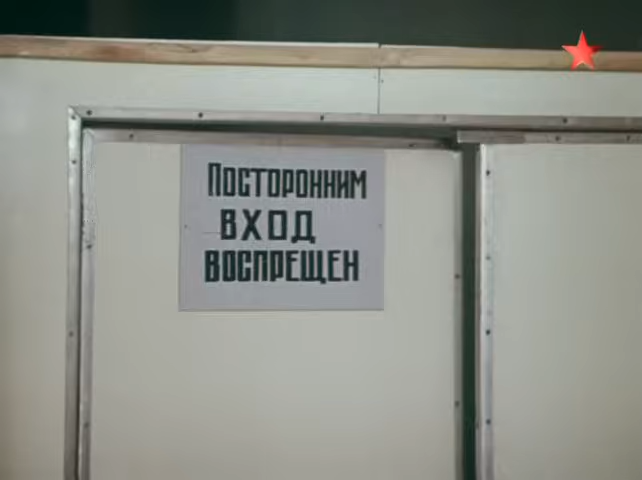 Посторонним
вход
воспрещен